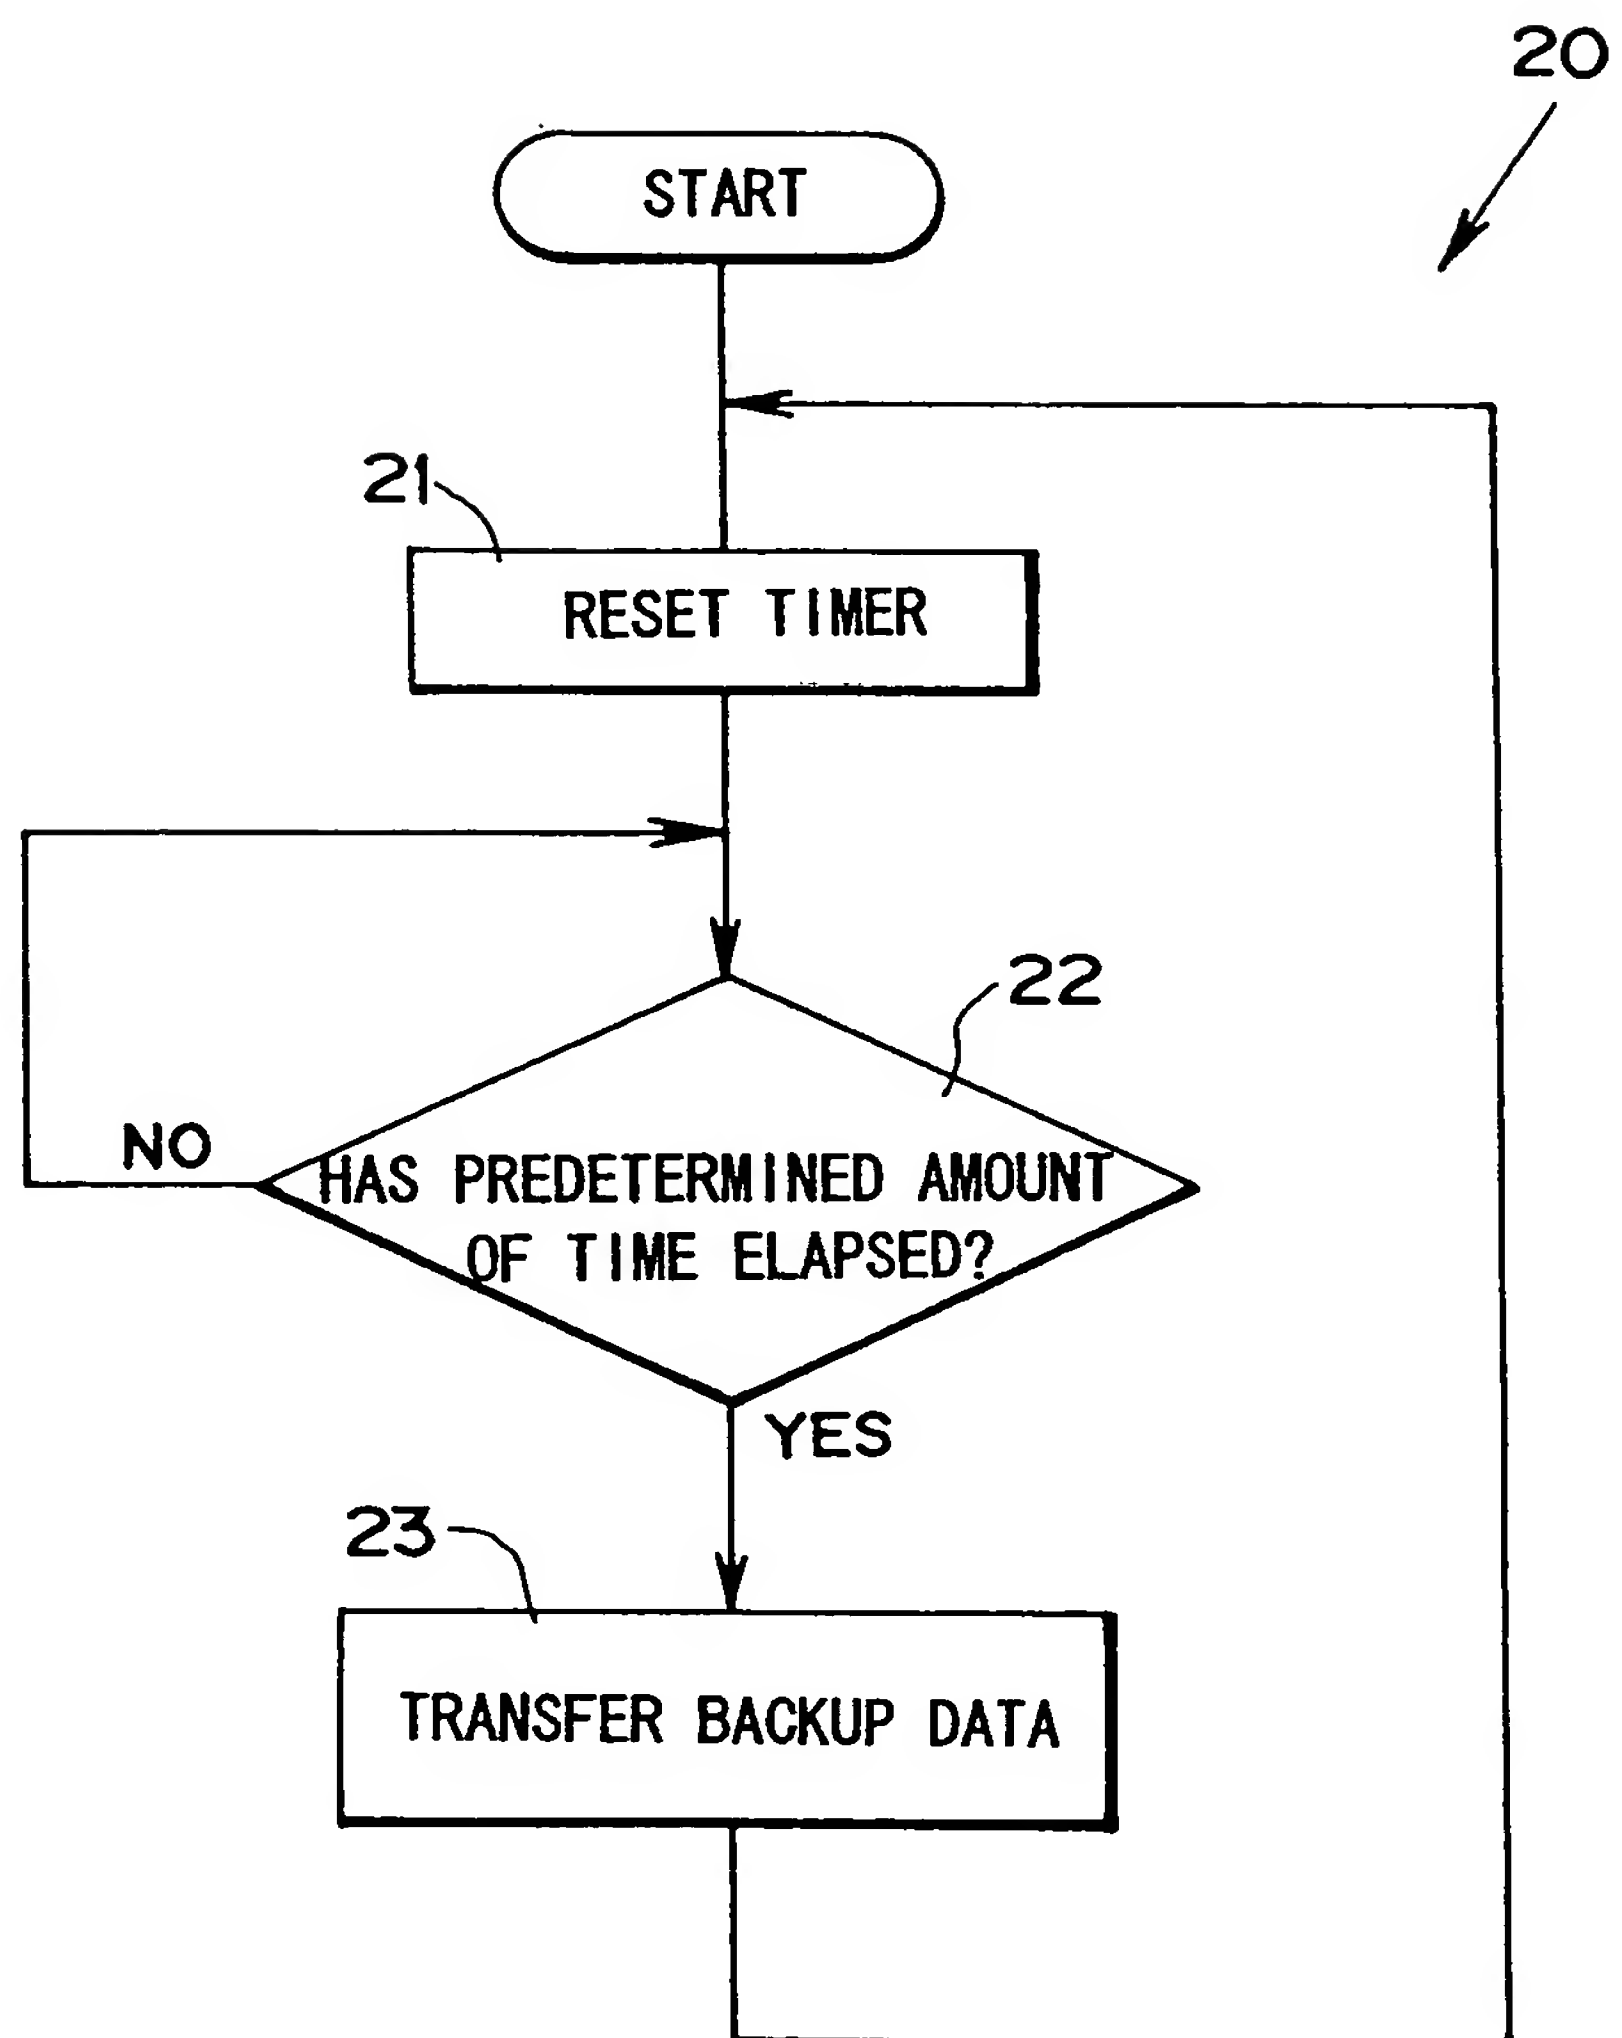 20
START
21
RESET TIMER
22
NO
HAS PREDETERMINED AMOUNT
OF TIME ELAPSED?
YES
23
TRANSFER BACKUP DATA